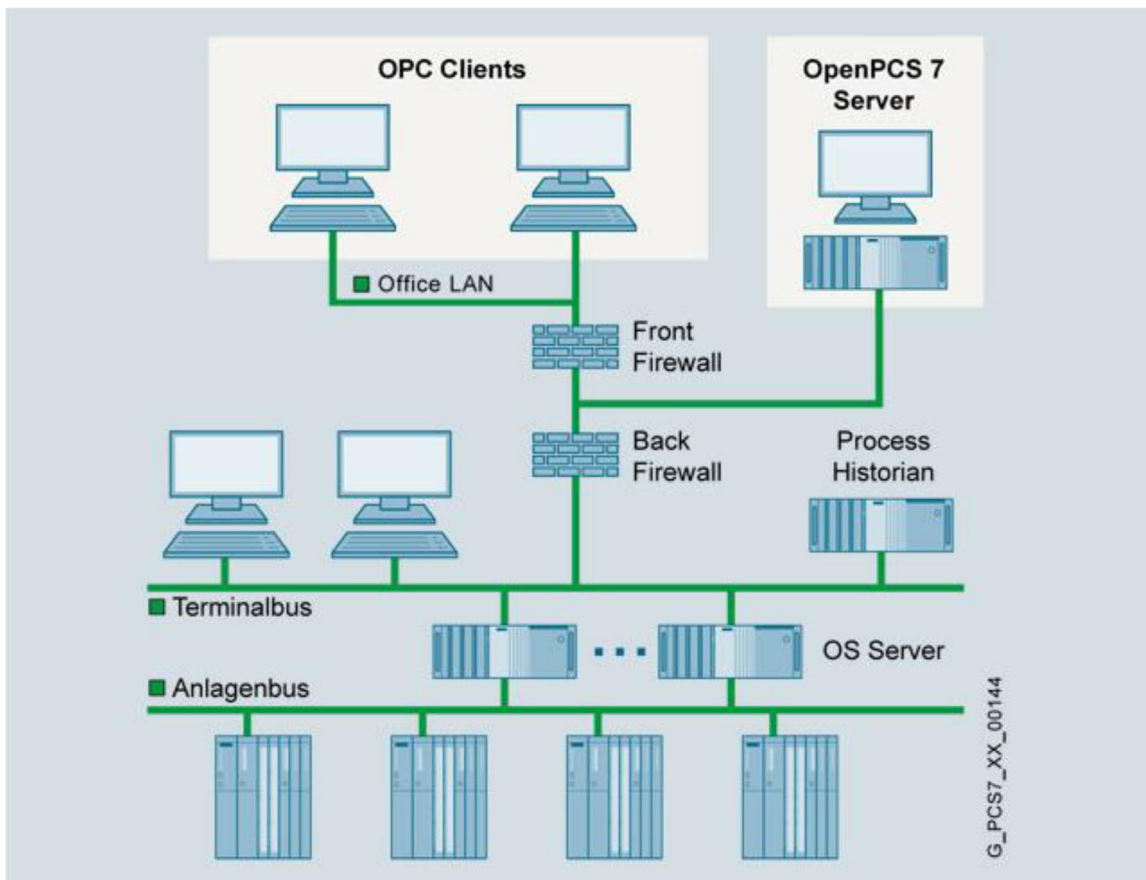 OPC Clients
OpenPCS 7
Server
Office LAN
Front
Firewall
Back
Firewall
Process
Historian
Terminalbus
OS Server
Anlagenbus
G_PCS7_XX_00144